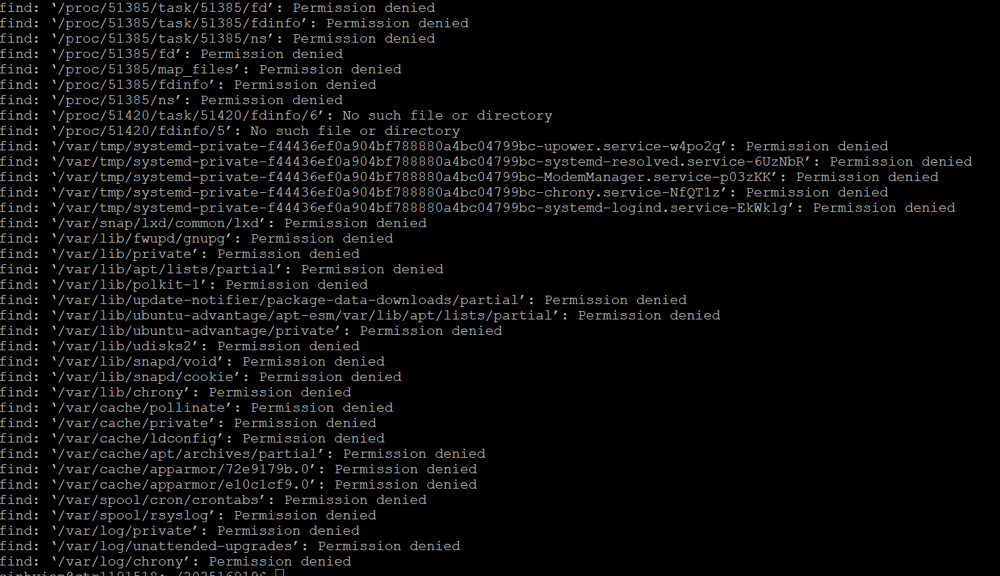 find: ‘/proc/51385/task/51385/fd’: Permission denied
find: ‘/proc/51385/task/51385/fdinfo’: Permission denied
find: ‘/proc/51385/task/51385/ns’: Permission denied
find: ‘/proc/51385/fd’: Permission denied
find: ‘/proc/51385/map_files’: Permission denied
find: ‘/proc/51385/fdinfo’: Permission denied
find: ‘/proc/51385/ns’: Permission denied
find: ‘/proc/51420/task/51420/fdinfo/6’: No such file or directory
find: ‘/proc/51420/fdinfo/5’: No such file or directory
find: ‘/var/tmp/systemd-private-f44436ef0a904bf788880a4bc04799bc-upower.service-w4po2q’: Permission denied
find: ‘/var/tmp/systemd-private-f44436ef0a904bf788880a4bc04799bc-systemd-resolved.service-6UzNbR’: Permission denied
find: ‘/var/tmp/systemd-private-f44436ef0a904bf788880a4bc04799bc-ModemManager.service-p03zKK’: Permission denied
find: ‘/var/tmp/systemd-private-f44436ef0a904bf788880a4bc04799bc-chrony.service-NfQT1z’: Permission denied
find: ‘/var/tmp/systemd-private-f44436ef0a904bf788880a4bc04799bc-systemd-logind.service-EkWklg’: Permission denied
find: ‘/var/snap/lxd/common/lxd’: Permission denied
find: ‘/var/lib/fwupd/gnupg’: Permission denied
find: ‘/var/lib/private’: Permission denied
find: ‘/var/lib/apt/lists/partial’: Permission denied
find: ‘/var/lib/polkit-1’: Permission denied
find: ‘/var/lib/update-notifier/package-data-downloads/partial’: Permission denied
find: ‘/var/lib/ubuntu-advantage/apt-esm/var/lib/apt/lists/partial’: Permission denied
find: ‘/var/lib/ubuntu-advantage/private’: Permission denied
find: ‘/var/lib/udisks2’: Permission denied
find: ‘/var/lib/snapd/void’: Permission denied
find: ‘/var/lib/snapd/cookie’: Permission denied
find: ‘/var/lib/chrony’: Permission denied
find: ‘/var/cache/pollinate’: Permission denied
find: ‘/var/cache/private’: Permission denied
find: ‘/var/cache/ldconfig’: Permission denied
find: ‘/var/cache/apt/archives/partial’: Permission denied
find: ‘/var/cache/apparmor/72e9179b.0’: Permission denied
find: ‘/var/cache/apparmor/e10c1cf9.0’: Permission denied
find: ‘/var/spool/cron/crontabs’: Permission denied
find: ‘/var/spool/rsyslog’: Permission denied
find: ‘/var/log/private’: Permission denied
find: ‘/var/log/unattended-upgrades’: Permission denied
find: ‘/var/log/chrony’: Permission denied